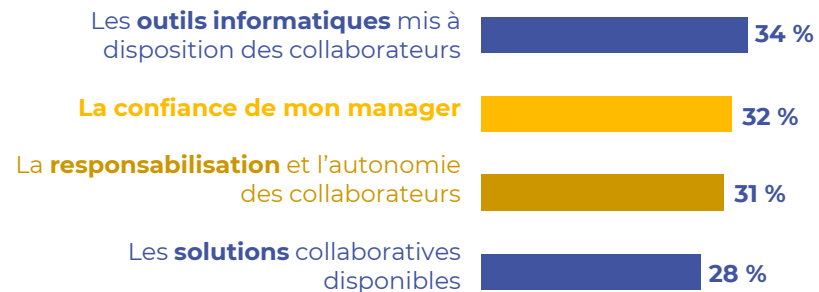 Les outils informatiques mis à
disposition des collaborateurs
34 %
La confiance de mon manager
32 %
La responsabilisation et l’autonomie
des collaborateurs
31 %
Les solutions collaboratives
disponibles
28 %